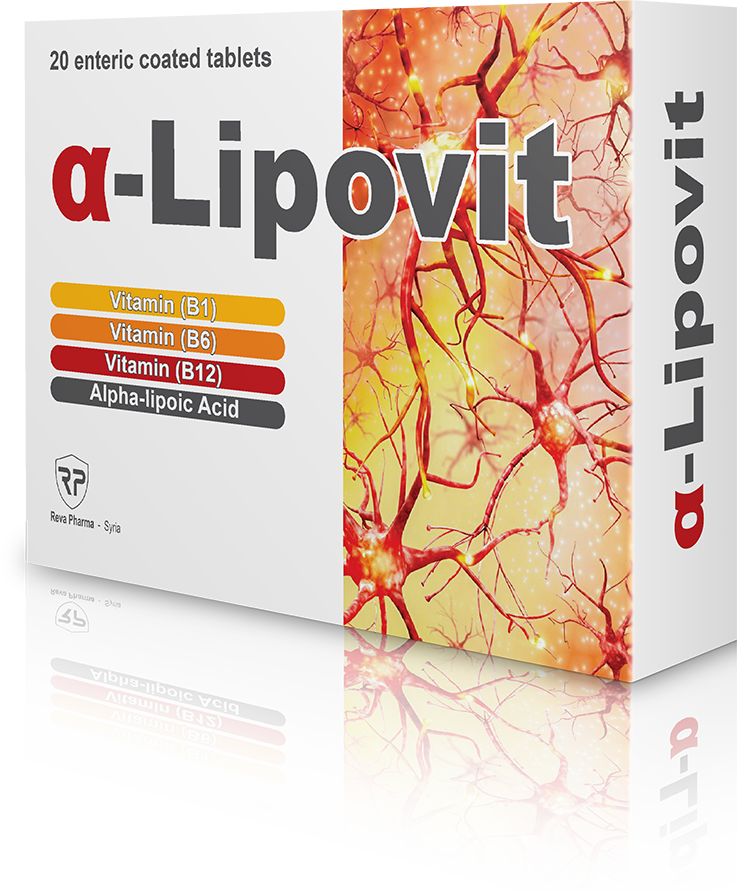 20 enteric coated tablets
α-Lipovit
Vitamin (B1)
Vitamin (B6)
Vitamin (B12)
Alpha-lipoic Acid
RP
Reva Pharma - Syria
α-Lipovit